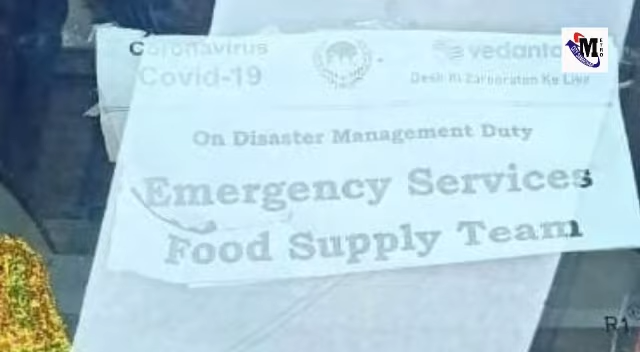 Coronavirus
Covid-19
vedanta
Desh Ki Zarooraton Ke Liye
On Disaster Management Duty
Emergency Services
Food Supply Team
R1
M